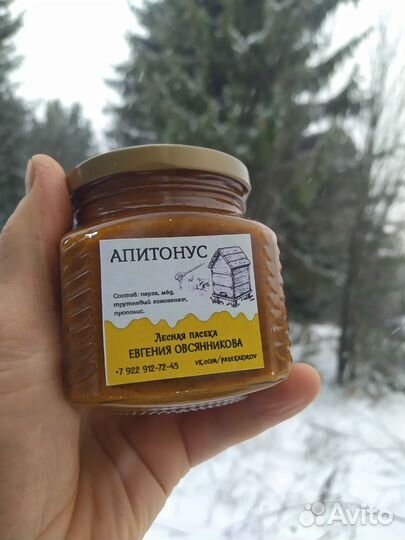 АПИТОНУС
Состав: перга, мёд,
трутневый гомогенат,
прополис.
Лесная пасека
ЕВГЕНИЯ ОВСЯННИКОВА
+7 922 912-72-45
vk.com/pasekakirov
Avito